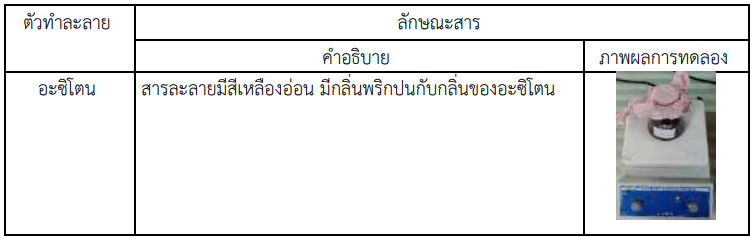 ตัวทำละลาย
ลักษณะสาร
คำอธิบาย
ภาพผลการทดลอง
อะซิโตน
สารละลายมีสีเหลืองอ่อน มีกลิ่นพริกปนกับกลิ่นของอะซิโตน